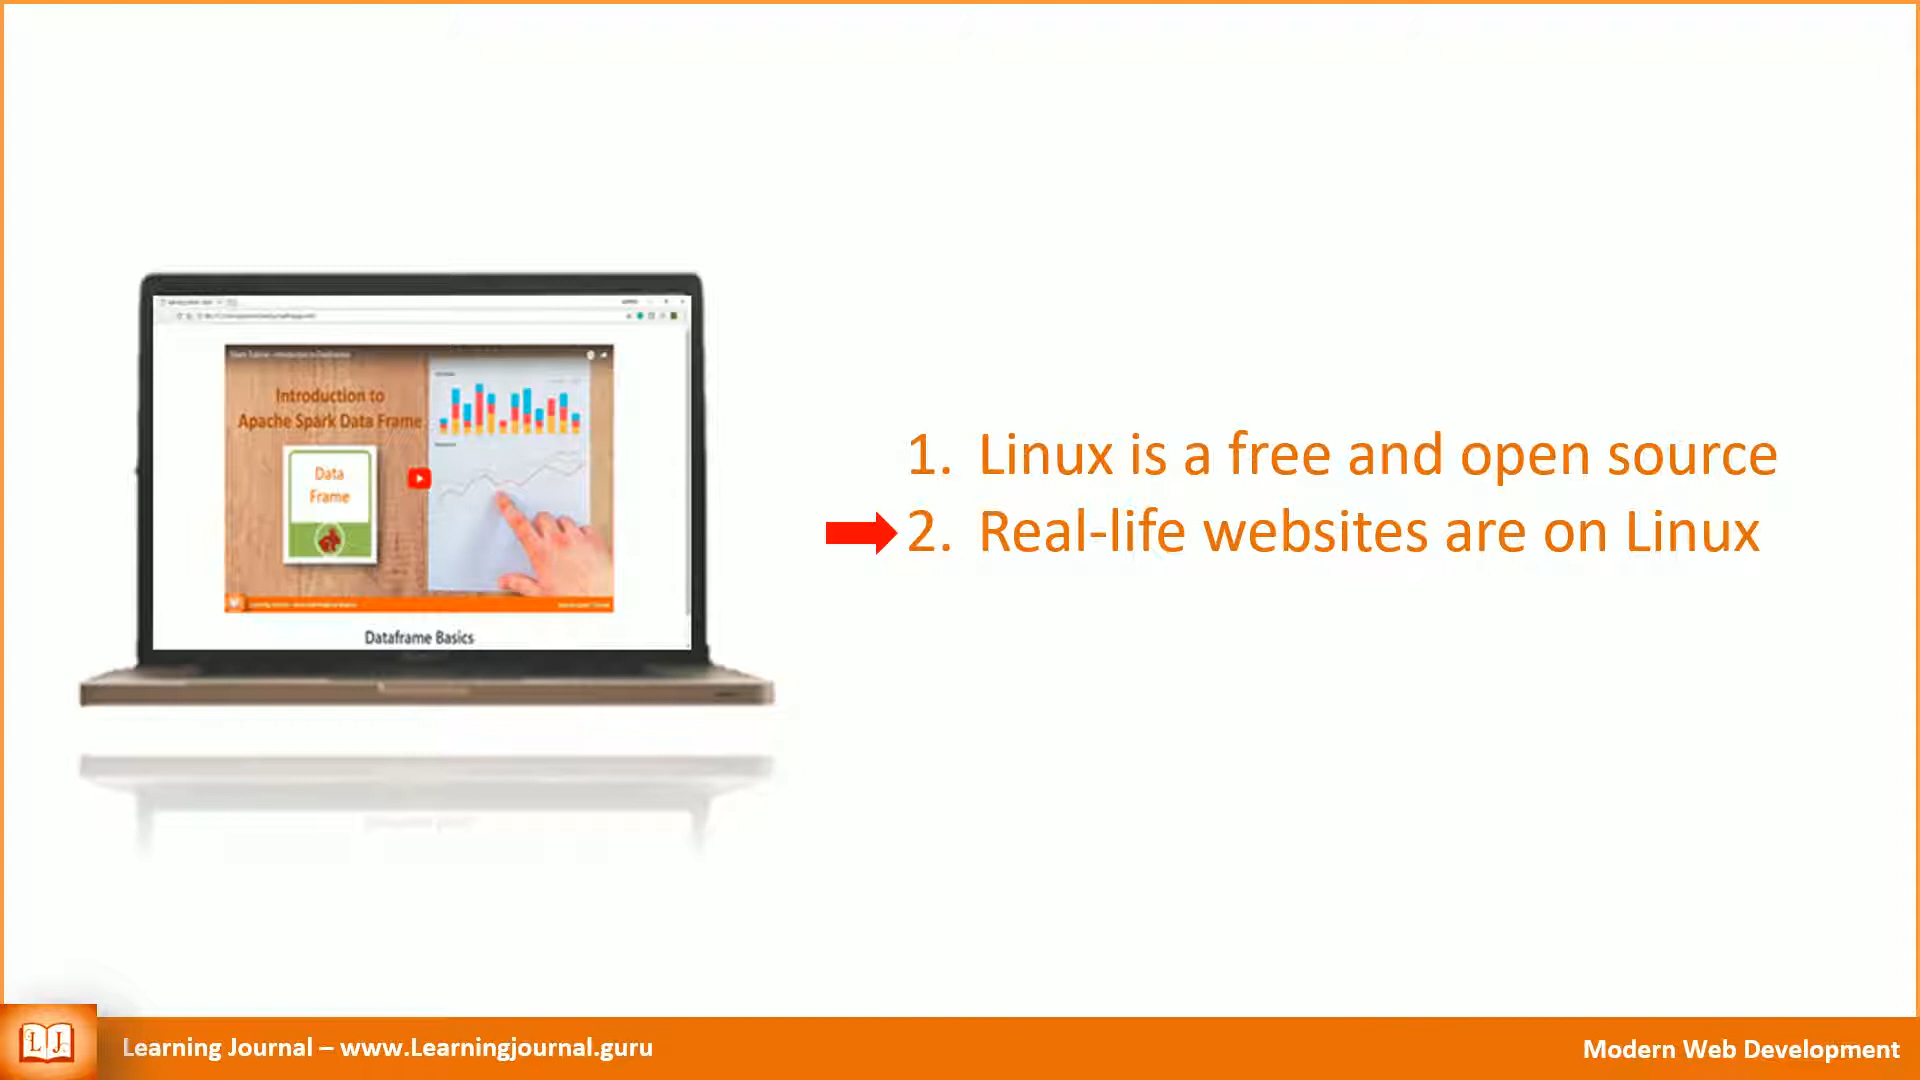 Introduction to
Apache Spark Data Frame
Data
Frame
Dataframe Basics
1. Linux is a free and open source
2. Real-life websites are on Linux
LJ
Learning Journal – www.Learningjournal.guru
Modern Web Development